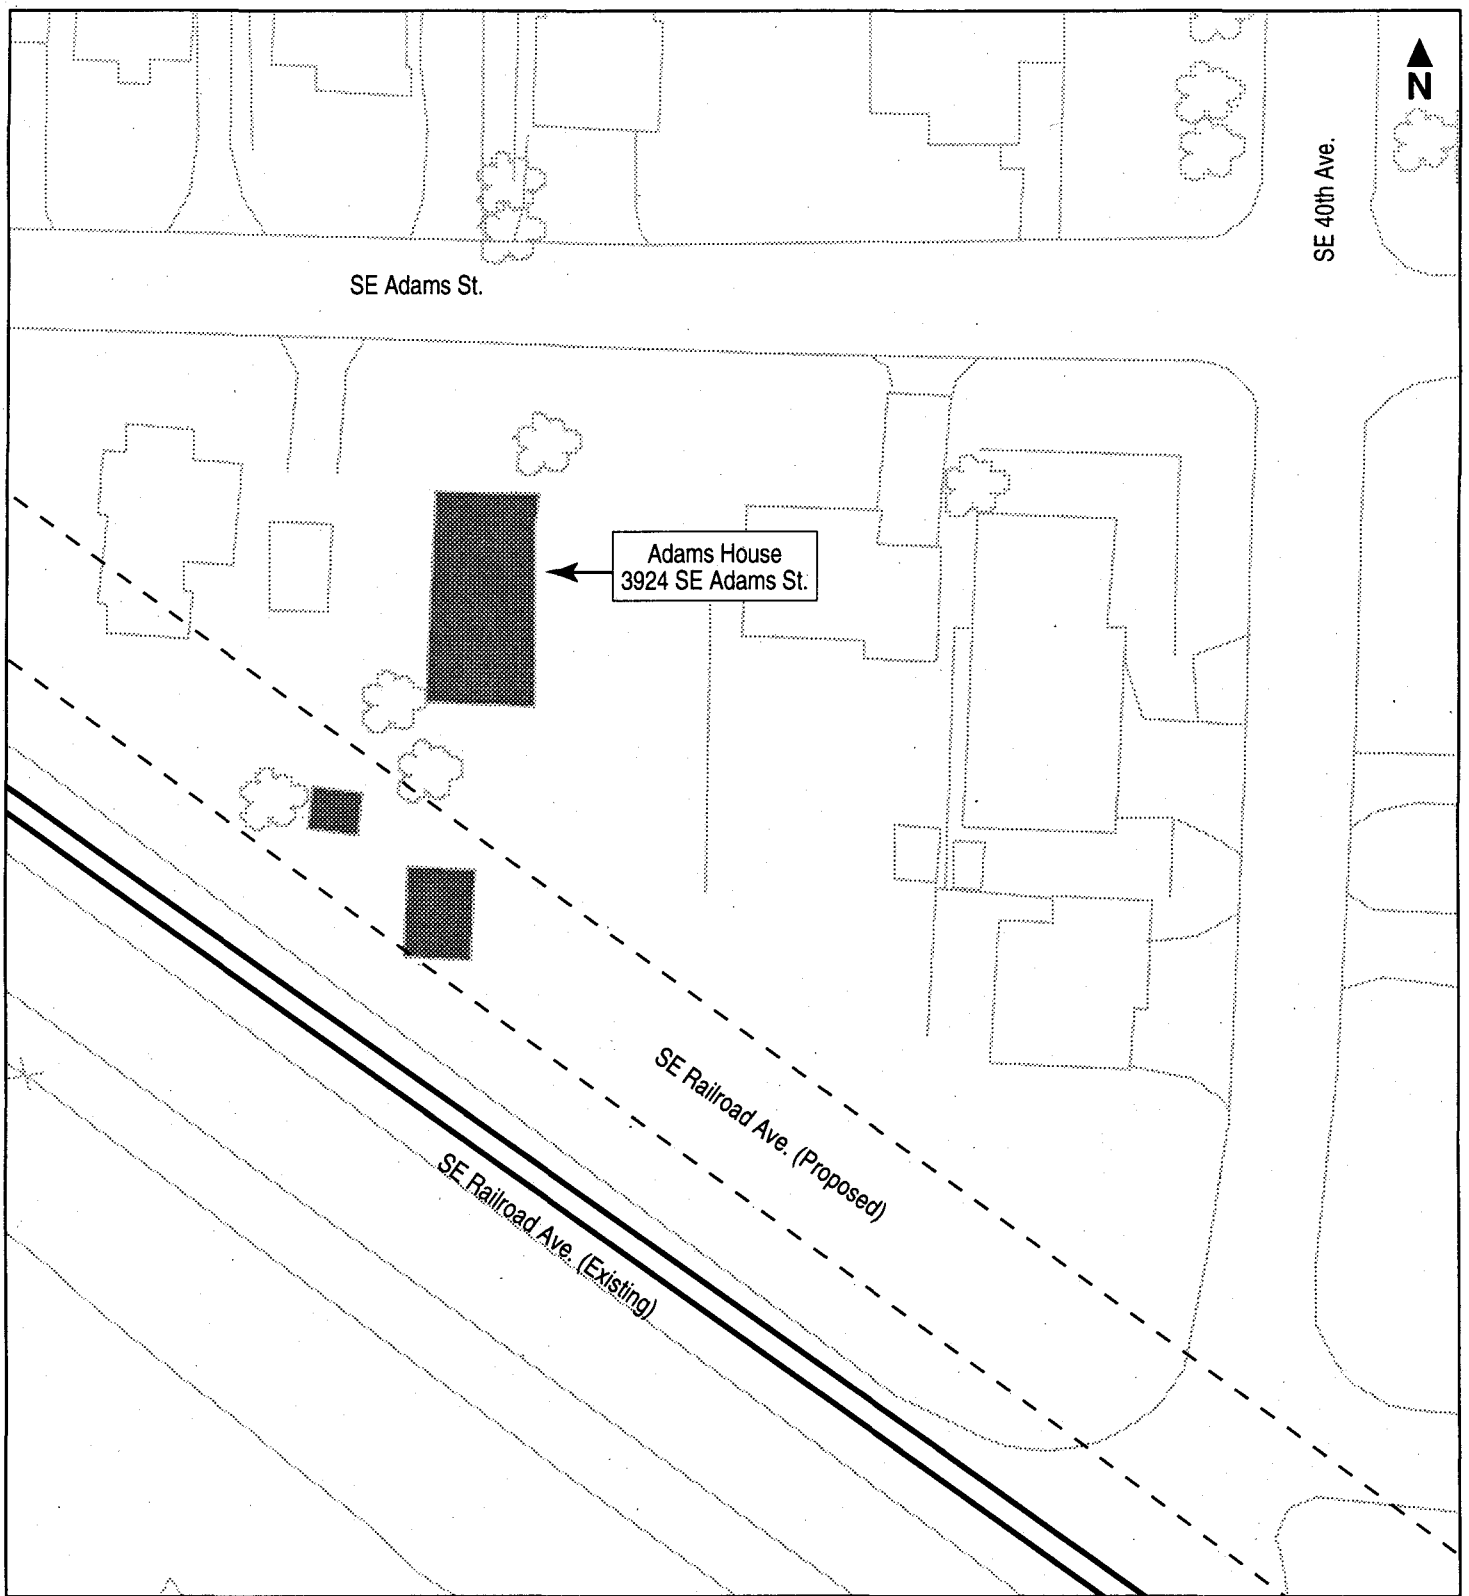 N
SE 40th Ave.
SE Adams St.
Adams House
3924 SE Adams St.
SE Railroad Ave. (Proposed)
SE Railroad Ave. (Existing)